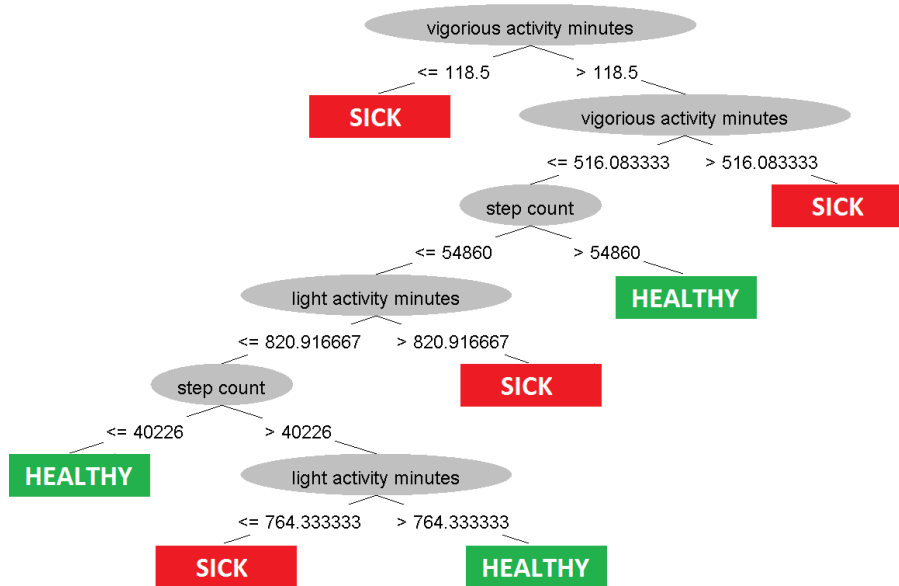 vigorious activity minutes
<= 118.5 > 118.5
SICK
vigorious activity minutes
<= 516.083333 > 516.083333
step count
SICK
<= 54860 > 54860
light activity minutes
HEALTHY
<= 820.916667 > 820.916667
step count
SICK
<= 40226 > 40226
HEALTHY
light activity minutes
<= 764.333333 > 764.333333
SICK
HEALTHY